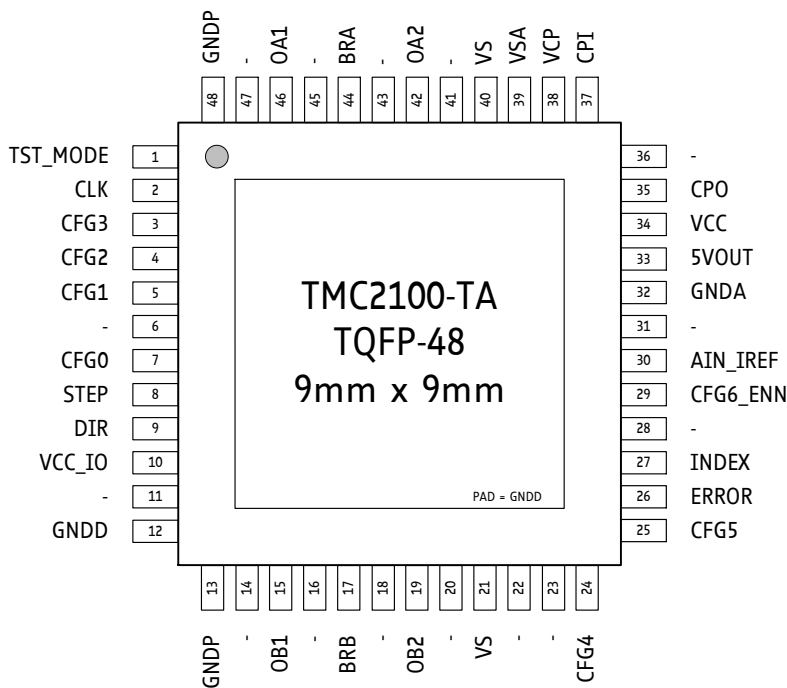 GNDP - OA1 - BRA - OA2 - VS VSA VCP CPI
48 47 46 45 44 43 42 41 40 39 38 37
TST_MODE 1
CLK 2
CFG3 3
CFG2 4
CFG1 5
- 6
CFG0 7
STEP 8
DIR 9
VCC_IO 10
- 11
GNDD 12
TMC2100-TA
TQFP-48
9mm x 9mm
PAD = GNDD
36 -
35 CPO
34 VCC
33 5VOUT
32 GNDA
31 -
30 AIN_IREF
29 CFG6_ENN
28 -
27 INDEX
26 ERROR
25 CFG5
13 14 15 16 17 18 19 20 21 22 23 24
GNDP - OB1 - BRB - OB2 - VS - - CFG4